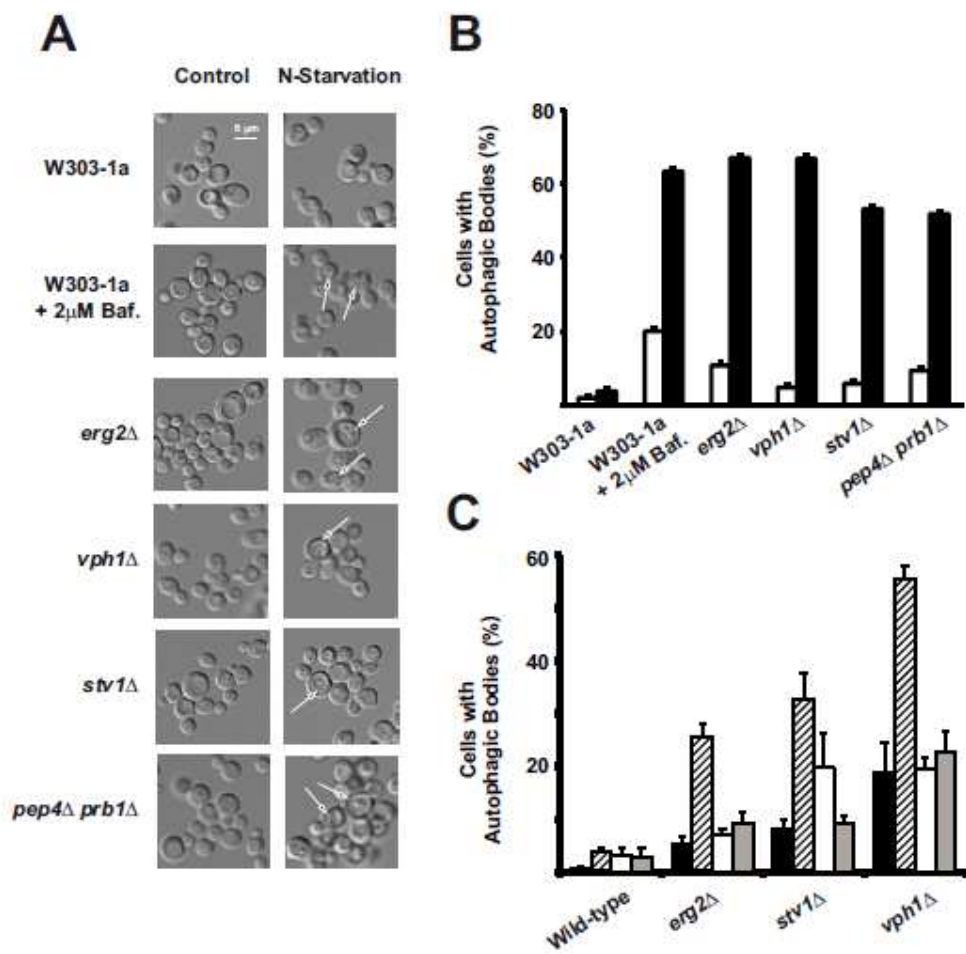 A
Control N-Starvation
W303-1a
6 µm
W303-1a
+ 2µM Baf.
erg2Δ
vph1Δ
stv1Δ
pep4Δ prb1Δ
B
Cells with
Autophagic Bodies (%)
80
60
40
20
W303-1a
W303-1a
+ 2µM Baf.
erg2Δ
vph1Δ
stv1Δ
pep4Δ prb1Δ
C
Cells with
Autophagic Bodies (%)
60
40
20
Wild-type
erg2Δ
stv1Δ
vph1Δ